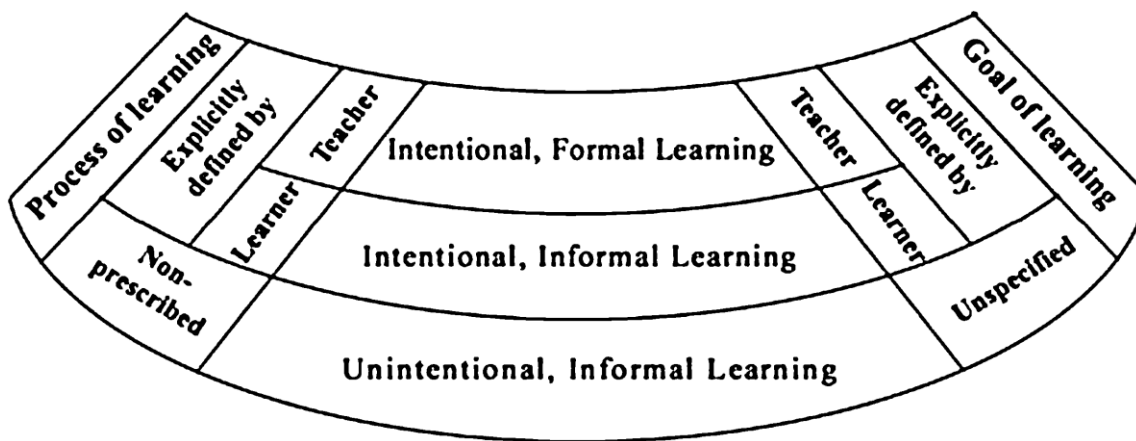 Process of learning
Explicitly
defined by
Teacher
Learner
Non-
prescribed
Intentional, Formal Learning
Intentional, Informal Learning
Unintentional, Informal Learning
Goal of learning
Explicitly
defined by
Teacher
Learner
Unspecified